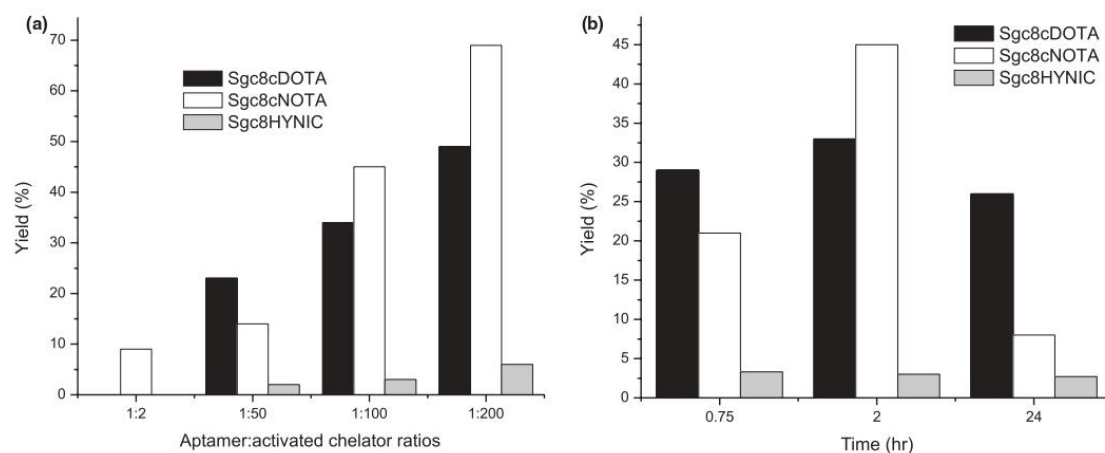 (a)
70
60
50
40
30
20
10
0
Yield (%)
Sgc8cDOTA
Sgc8cNOTA
Sgc8HYNIC
1:2 1:50 1:100 1:200
Aptamer:activated chelator ratios
(b)
45
40
35
30
25
20
15
10
5
0
Yield (%)
Sgc8cDOTA
Sgc8cNOTA
Sgc8HYNIC
0.75 2 24
Time (hr)